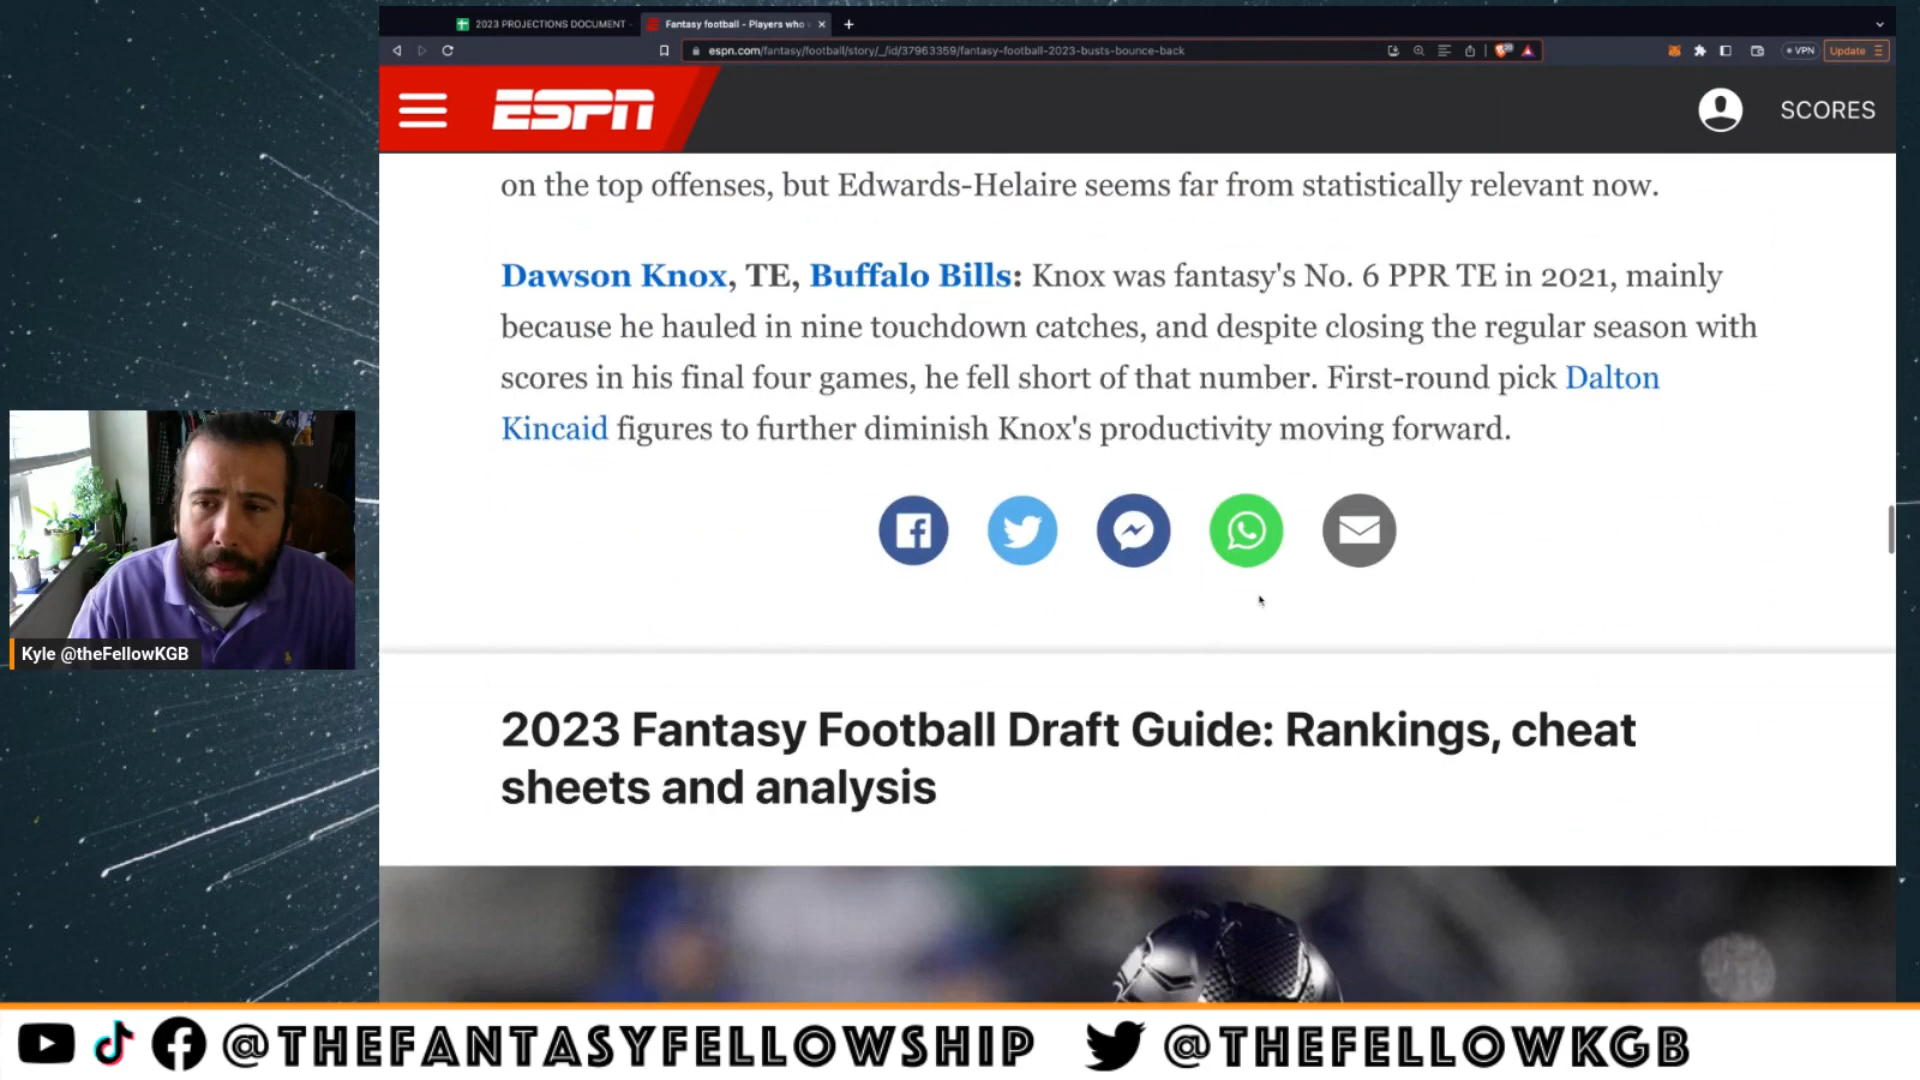 2023 PROJECTIONS DOCUMENT
Fantasy football - Players who
espn.com/fantasy/football/story/_/id/37963359/fantasy-football-2023-busts-bounce-back
VPN
Update
ESPN
SCORES
on the top offenses, but Edwards-Helaire seems far from statistically relevant now.
Dawson Knox, TE, Buffalo Bills: Knox was fantasy's No. 6 PPR TE in 2021, mainly
because he hauled in nine touchdown catches, and despite closing the regular season with
scores in his final four games, he fell short of that number. First-round pick Dalton
Kincaid figures to further diminish Knox's productivity moving forward.
Kyle @theFellowKGB
2023 Fantasy Football Draft Guide: Rankings, cheat
sheets and analysis
@THEFANTASYFELLOWSHIP @THEFELLOWKGB